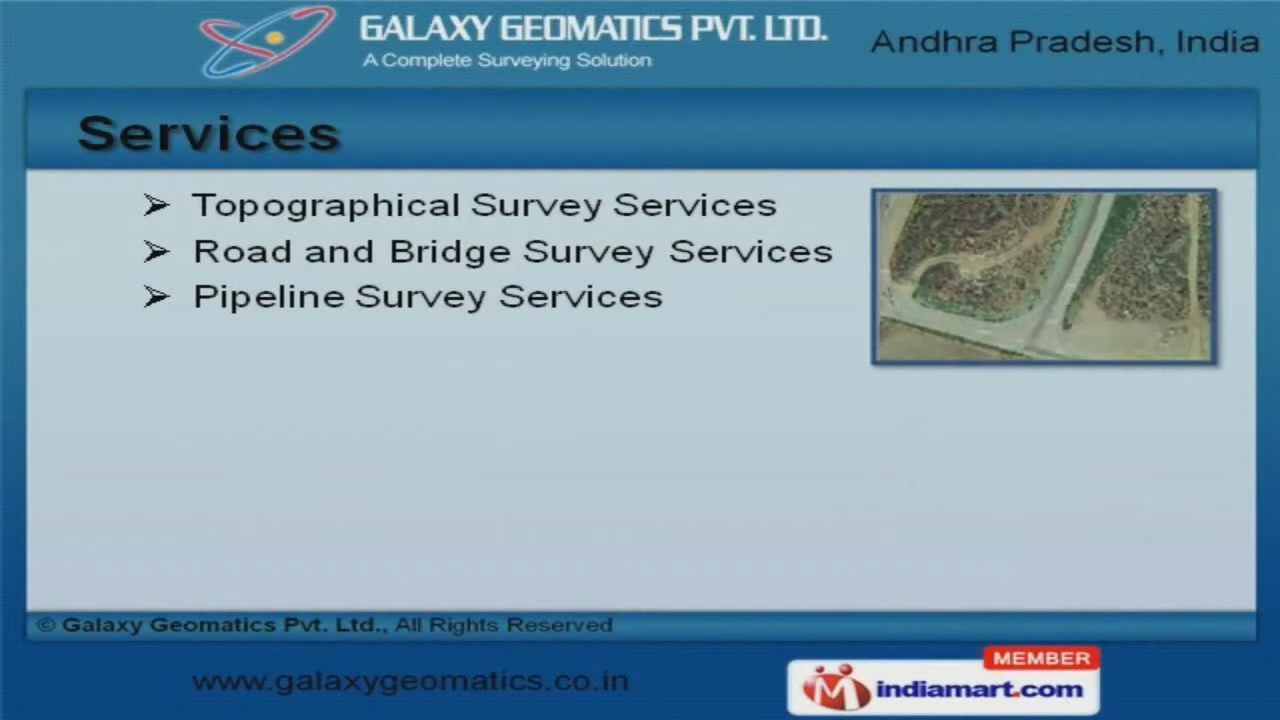 GALAXY GEOMATICS PVT. LTD.
A Complete Surveying Solution
Andhra Pradesh, India
Services
➢ Topographical Survey Services
➢ Road and Bridge Survey Services
➢ Pipeline Survey Services
© Galaxy Geomatics Pvt. Ltd., All Rights Reserved
www.galaxygeomatics.co.in
MEMBER
indiamart.com